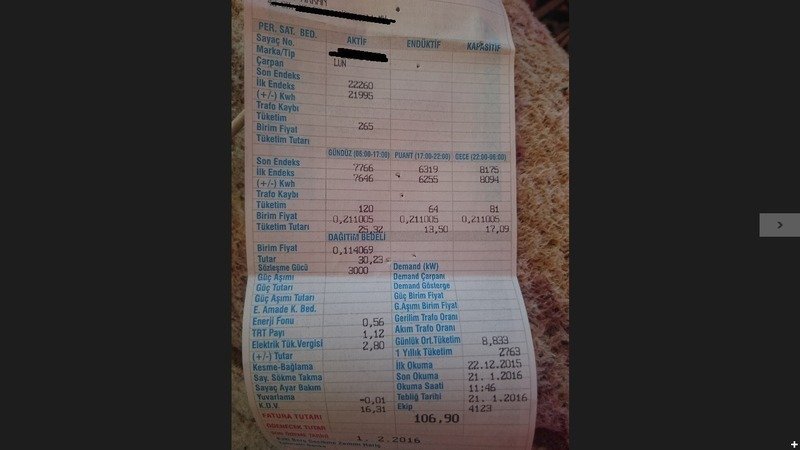 PER. SAT. BED. AKTİF ENDÜKTİF KAPASİTİF
Sayaç No.
Marka/Tip
Çarpan LUN
Son Endeks 22260
İlk Endeks 21995
(+/-) Kwh
Trafo Kaybı
Tüketim 265
Birim Fiyat
Tüketim Tutarı
GÜNDÜZ (06:00-17:00) PUANT (17:00-22:00) GECE (22:00-06:00)
Son Endeks 7766 6319 8175
İlk Endeks 7646 6255 8094
(+/-) Kwh
Trafo Kaybı
Tüketim 120 64 81
Birim Fiyat 0,211005 0,211005 0,211005
Tüketim Tutarı 25,32 13,50 17,09
DAĞITIM BEDELİ
Birim Fiyat 0,114069
Tutar 30,23
Sözleşme Gücü 3000 Demand (kW)
Güç Aşımı Demand Çarpanı
Güç Tutarı Demand Gösterge
Güç Aşımı Tutarı Güç Birim Fiyat
E. Amade K. Bed. G.Aşımı Birim Fiyat
Enerji Fonu 0,56 Gerilim Trafo Oranı
TRT Payı 1,12 Akım Trafo Oranı
Elektrik Tük.Vergisi 2,80 Günlük Ort.Tüketim 8,833
(+/-) Tutar 1 Yıllık Tüketim 2763
Kesme-Bağlama İlk Okuma 22.12.2015
Say. Sökme Takma Son Okuma 21. 1.2016
Sayaç Ayar Bakım Okuma Saati 11:46
Yuvarlama -0,01 Tebliğ Tarihi 21. 1.2016
K.D.V 16,31 Ekip 4123
FATURA TUTARI 106,90
ÖDENECEK TUTAR
SON ÖDEME TARİHİ 1. 2.2016